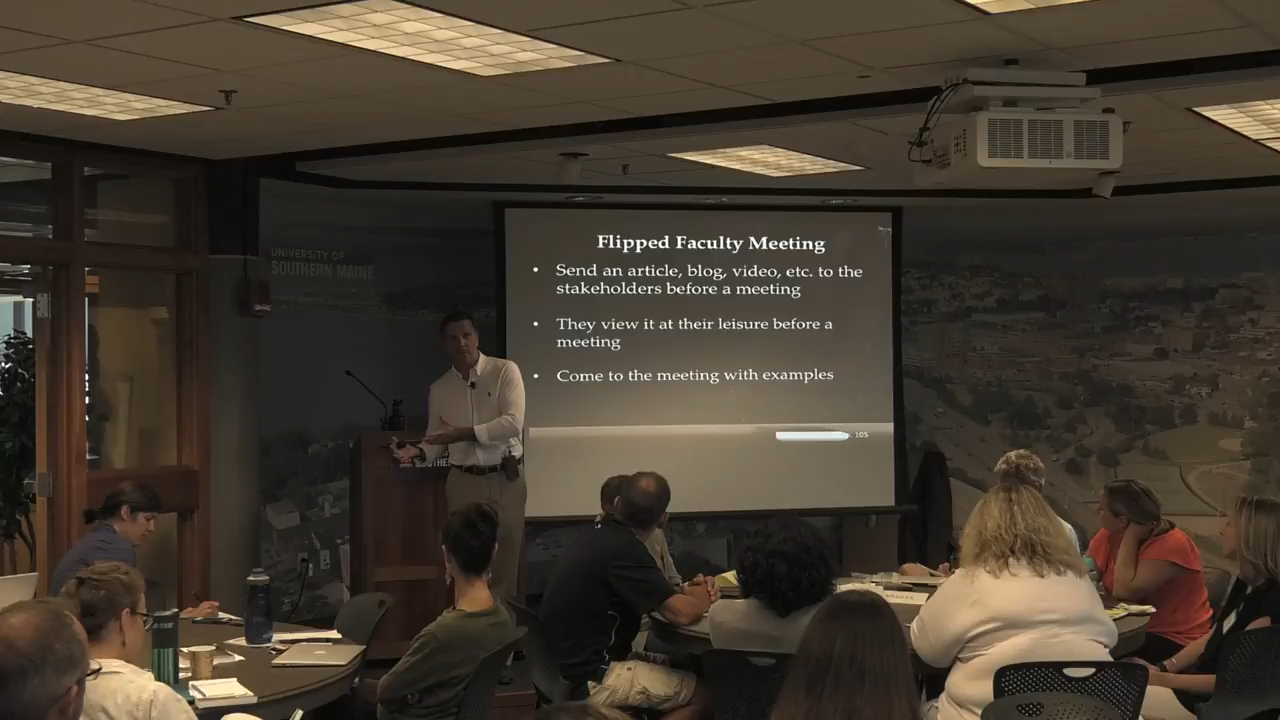 UNIVERSITY OF
SOUTHERN MAINE
Flipped Faculty Meeting
• Send an article, blog, video, etc. to the
stakeholders before a meeting
• They view it at their leisure before a
meeting
• Come to the meeting with examples
105